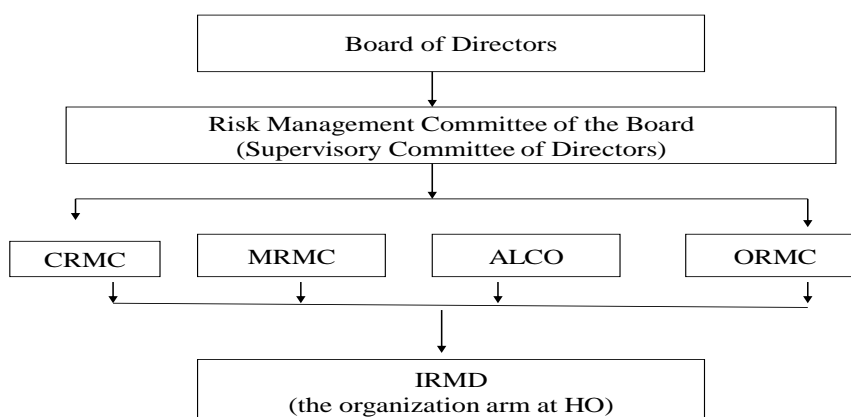 Board of Directors
Risk Management Committee of the Board
(Supervisory Committee of Directors)
CRMC
MRMC
ALCO
ORMC
IRMD
(the organization arm at HO)